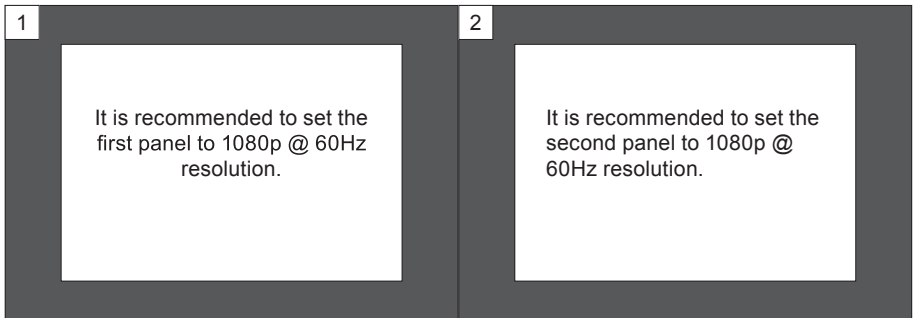 1
It is recommended to set the
first panel to 1080p @ 60Hz
resolution.
2
It is recommended to set the
second panel to 1080p @
60Hz resolution.